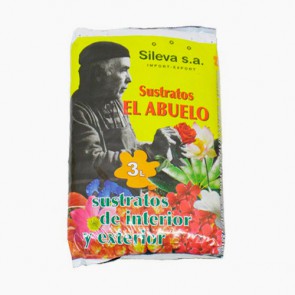 Sileva s.a.
IMPORT-EXPORT
Sustratos
EL ABUELO
3L
sustratos
de interior
y exterior